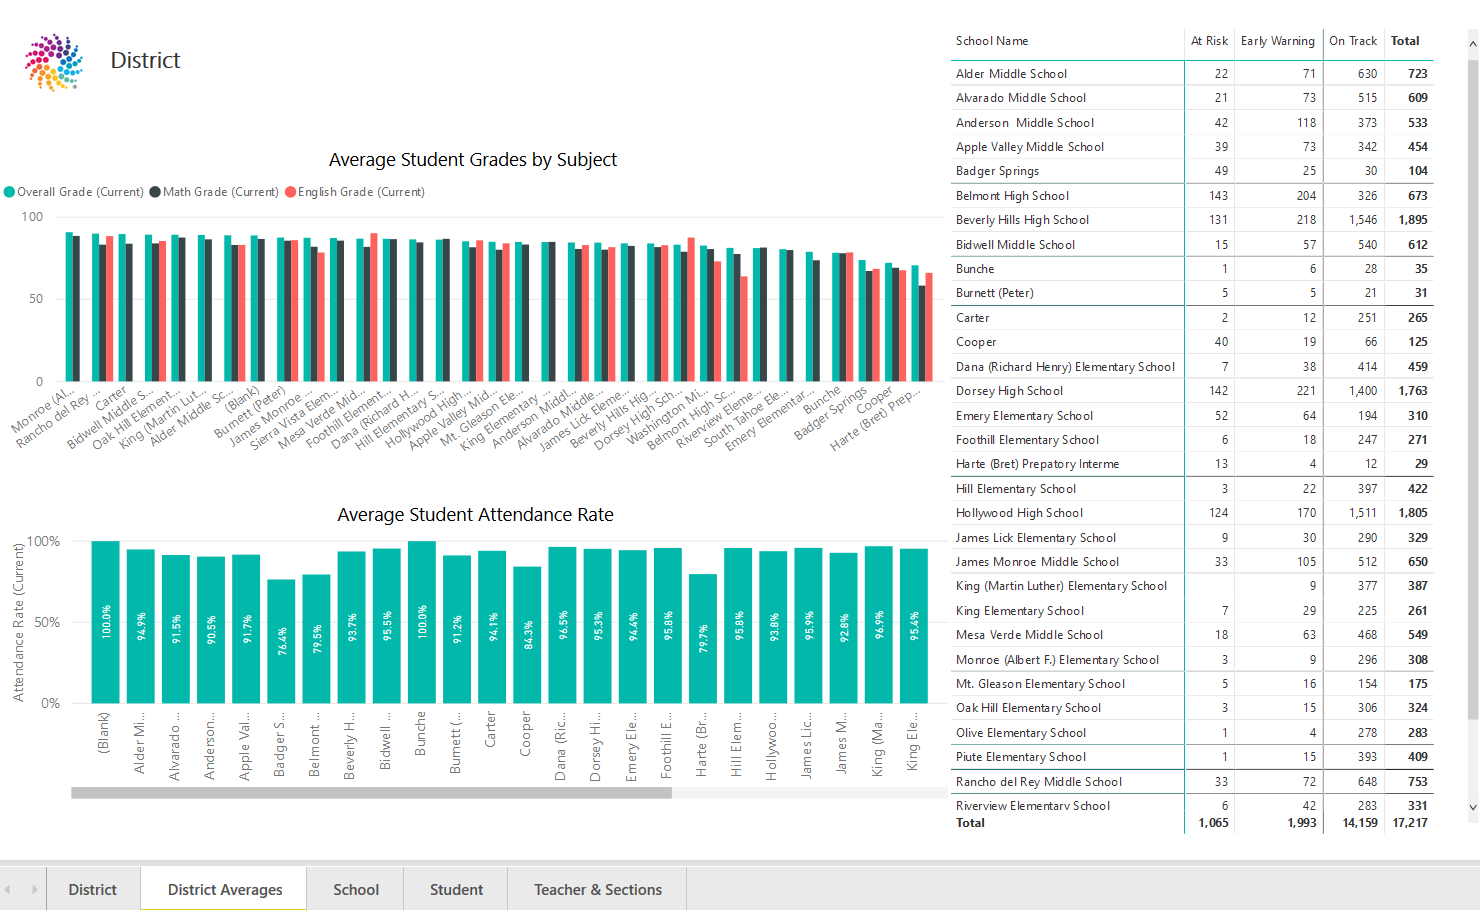 District
Average Student Grades by Subject
Overall Grade (Current) Math Grade (Current) English Grade (Current)
100
50
0
Monroe (Al...
Rancho del Rey ...
Carter
Bidwell Middle S...
Oak Hill Element...
King (Martin Lut...
Alder Middle Sc...
(Blank)
Burnett (Peter)
James Monroe ...
Sierra Vista Elem...
Mesa Verde Mid...
Foothill Element...
Dana (Richard H...
Hill Elementary S...
Hollywood High...
Apple Valley Mid...
Mt. Gleason Ele...
King Elementary ...
Anderson Middl...
Alvarado Middle...
James Lick Eleme...
Beverly Hills Hig...
Dorsey High Sch...
Washington Mi...
Belmont High Sc...
Riverview Eleme...
South Tahoe Ele...
Emery Elementar...
Bunche
Badger Springs
Cooper
Harte (Bret) Prep...
Average Student Attendance Rate
Attendance Rate (Current)
100%
50%
0%
100.0% 94.9% 91.5% 90.5% 91.7% 76.4% 79.5% 93.7% 95.5% 100.0% 91.2% 94.1% 84.3% 96.5% 95.3% 94.4% 95.8% 79.7% 95.8% 93.8% 95.9% 92.8% 96.9% 95.4%
(Blank)
Alder Mi...
Alvarado ...
Anderson...
Apple Val...
Badger S...
Belmont ...
Beverly H...
Bidwell ...
Bunche
Burnett (...
Carter
Cooper
Dana (Ric...
Dorsey Hi...
Emery Ele...
Foothill E...
Harte (Br...
Hill Elem...
Hollywoo...
James Lic...
James M...
King (Ma...
King Ele...
School Name At Risk Early Warning On Track Total
Alder Middle School 22 71 630 723
Alvarado Middle School 21 73 515 609
Anderson  Middle School 42 118 373 533
Apple Valley Middle School 39 73 342 454
Badger Springs 49 25 30 104
Belmont High School 143 204 326 673
Beverly Hills High School 131 218 1,546 1,895
Bidwell Middle School 15 57 540 612
Bunche 1 6 28 35
Burnett (Peter) 5 5 21 31
Carter 2 12 251 265
Cooper 40 19 66 125
Dana (Richard Henry) Elementary School 7 38 414 459
Dorsey High School 142 221 1,400 1,763
Emery Elementary School 52 64 194 310
Foothill Elementary School 6 18 247 271
Harte (Bret) Prepatory Interme 13 4 12 29
Hill Elementary School 3 22 397 422
Hollywood High School 124 170 1,511 1,805
James Lick Elementary School 9 30 290 329
James Monroe Middle School 33 105 512 650
King (Martin Luther) Elementary School 9 377 387
King Elementary School 7 29 225 261
Mesa Verde Middle School 18 63 468 549
Monroe (Albert F.) Elementary School 3 9 296 308
Mt. Gleason Elementary School 5 16 154 175
Oak Hill Elementary School 3 15 306 324
Olive Elementary School 1 4 278 283
Piute Elementary School 1 15 393 409
Rancho del Rey Middle School 33 72 648 753
Riverview Elementary School 6 42 283 331
Total 1,065 1,993 14,159 17,217
District District Averages School Student Teacher & Sections